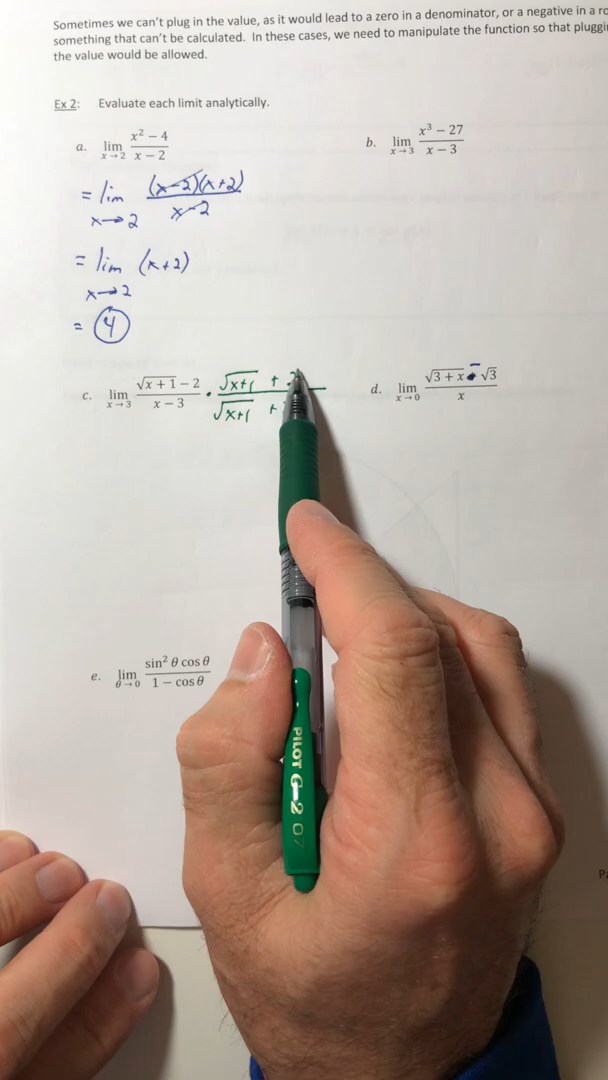 Sometimes we can't plug in the value, as it would lead to a zero in a denominator, or a negative in a
something that can't be calculated. In these cases, we need to manipulate the function so that
the value would be allowed.
Ex 2: Evaluate each limit analytically.
a. lim x→2 (x² − 4)/(x − 2)
= lim x→2 (x−2)(x+2)/(x−2)
= lim x→2 (x+2)
= 4
b. lim x→3 (x³ − 27)/(x − 3)
c. lim x→3 (√(x + 1) − 2)/(x − 3) • (√(x+1) +)/(√(x+1) +)
d. lim x→0 (√(3 + x) − √3)/x
e. lim θ→0 (sin² θ cos θ)/(1 − cos θ)
PILOT G-2 07